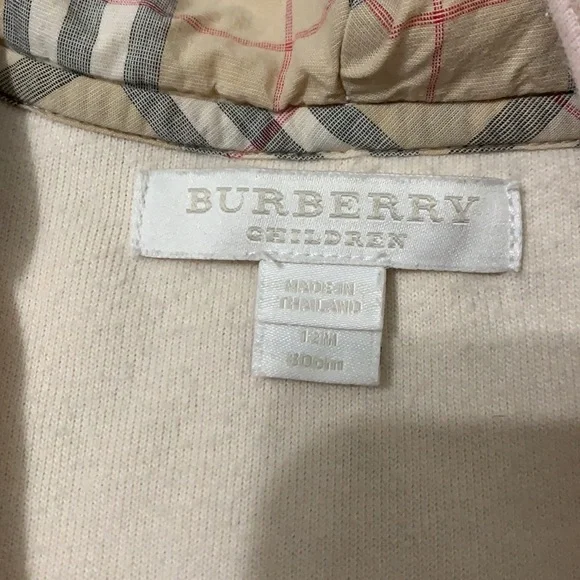 BURBERRY
CHILDREN
MADE IN
THAILAND
12M
80cm